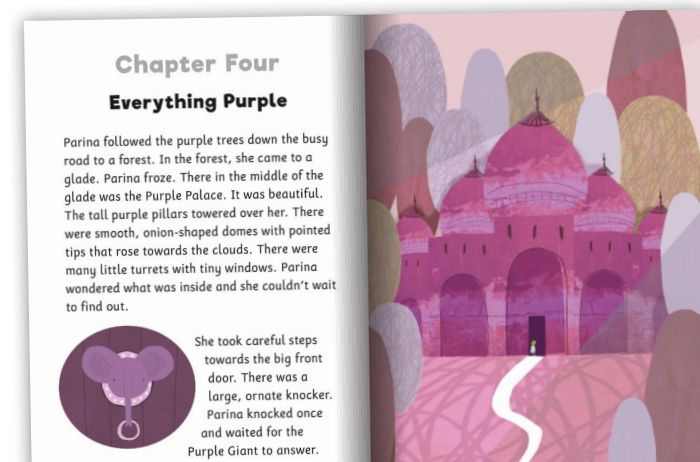 Chapter Four
Everything Purple
Parina followed the purple trees down the busy
road to a forest. In the forest, she came to a
glade. Parina froze. There in the middle of the
glade was the Purple Palace. It was beautiful.
The tall purple pillars towered over her. There
were smooth, onion-shaped domes with pointed
tips that rose towards the clouds. There were
many little turrets with tiny windows. Parina
wondered what was inside and she couldn't wait
to find out.
She took careful steps
towards the big front
door. There was a
large, ornate knocker.
Parina knocked once
and waited for the
Purple Giant to answer.